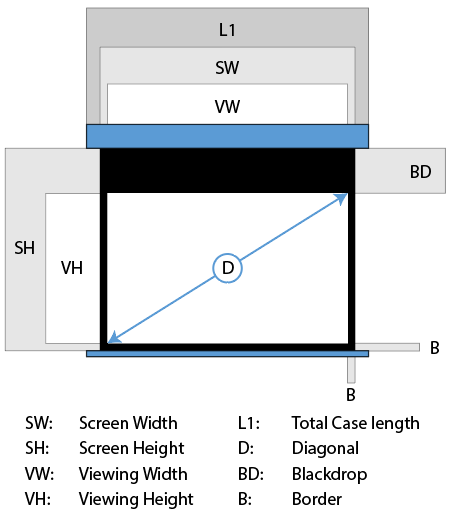 L1
SW
VW
BD
SH
VH
D
B
B
SW: Screen Width L1: Total Case length
SH: Screen Height D: Diagonal
VW: Viewing Width BD: Blackdrop
VH: Viewing Height B: Border